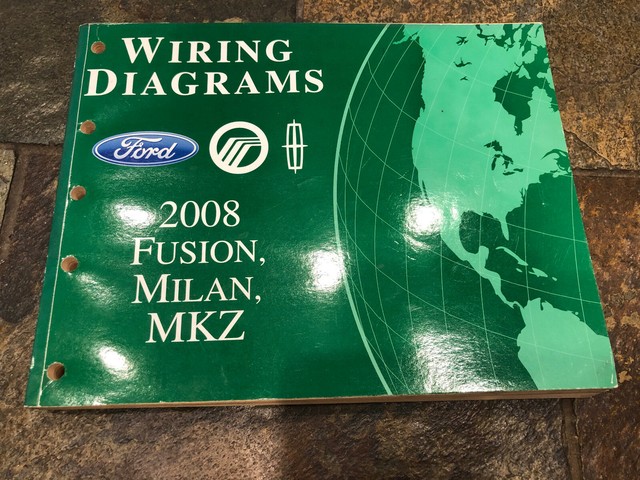 WIRING
DIAGRAMS
Ford
2008
FUSION,
MILAN,
MKZ